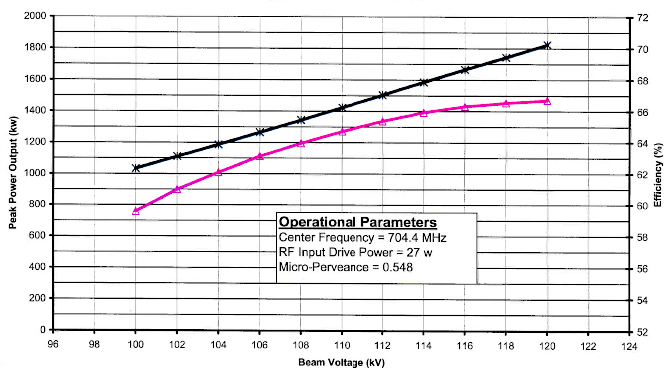 2000
1800
1600
1400
1200
1000
800
600
400
200
0
Peak Power Output (kw)
72
70
68
66
64
62
60
58
56
54
52
Efficiency (%)
Operational Parameters
Center Frequency = 704.4 MHz
RF Input Drive Power = 27 w
Micro-Perveance = 0.548
96 98 100 102 104 106 108 110 112 114 116 118 120 122 124
Beam Voltage (kV)